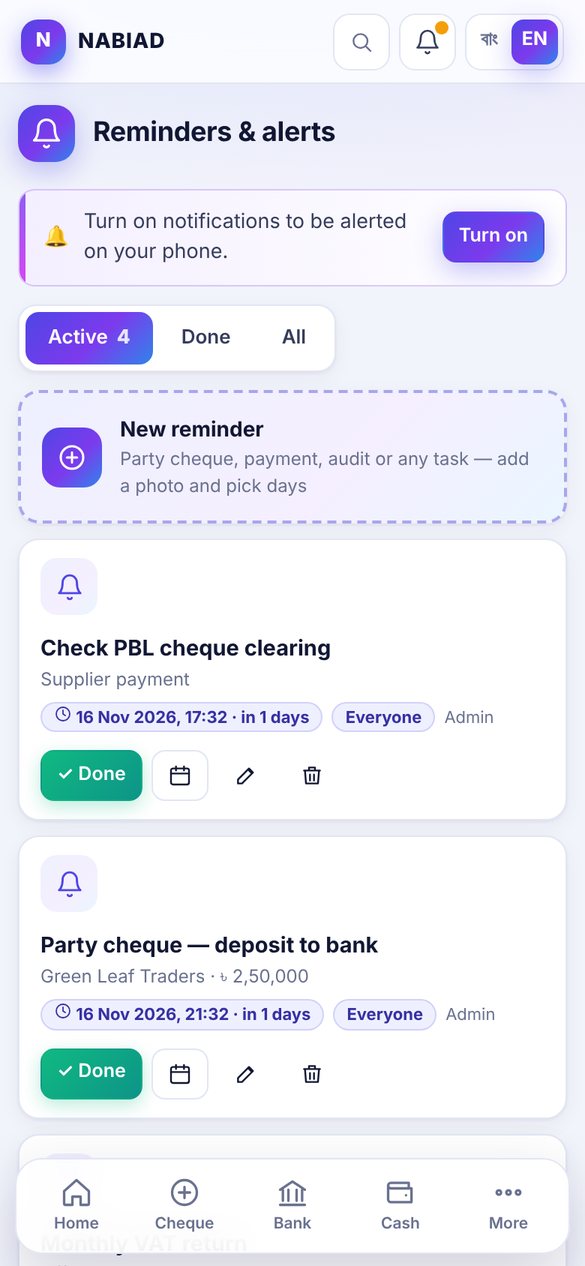 N NABIAD বাং EN
Reminders & alerts
Turn on notifications to be alerted
on your phone.
Turn on
Active 4 Done All
New reminder
Party cheque, payment, audit or any task — add
a photo and pick days
Check PBL cheque clearing
Supplier payment
16 Nov 2026, 17:32 · in 1 days Everyone Admin
✓ Done
Party cheque — deposit to bank
Green Leaf Traders · ৳ 2,50,000
16 Nov 2026, 21:32 · in 1 days Everyone Admin
✓ Done
Home Cheque Bank Cash More
Monthly VAT return